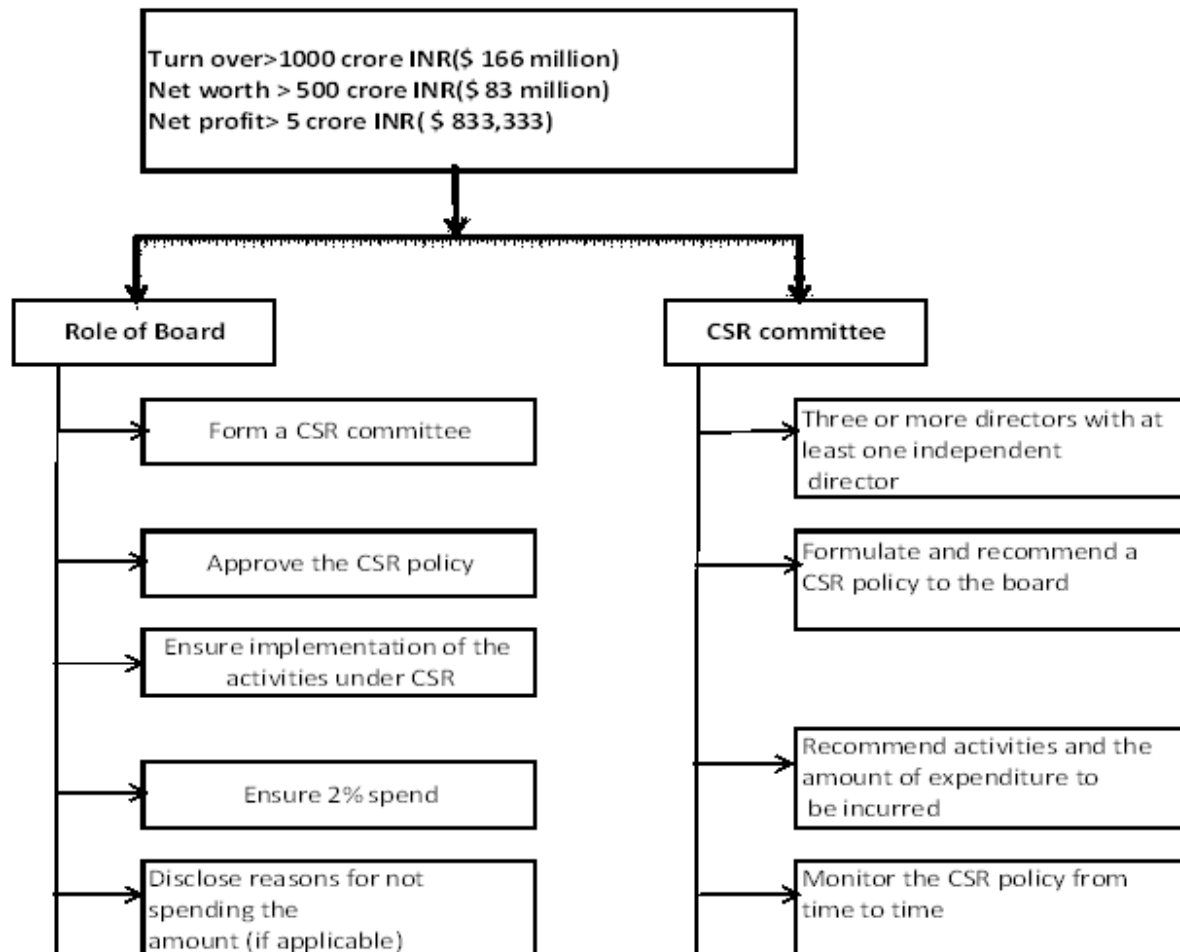 Turn over>1000 crore INR($ 166 million)
Net worth > 500 crore INR($ 83 million)
Net profit> 5 crore INR( $ 833,333)
Role of Board
Form a CSR committee
Approve the CSR policy
Ensure implementation of the
activities under CSR
Ensure 2% spend
Disclose reasons for not
spending the
amount (if applicable)
CSR committee
Three or more directors with at
least one independent
director
Formulate and recommend a
CSR policy to the board
Recommend activities and the
amount of expenditure to
be incurred
Monitor the CSR policy from
time to time